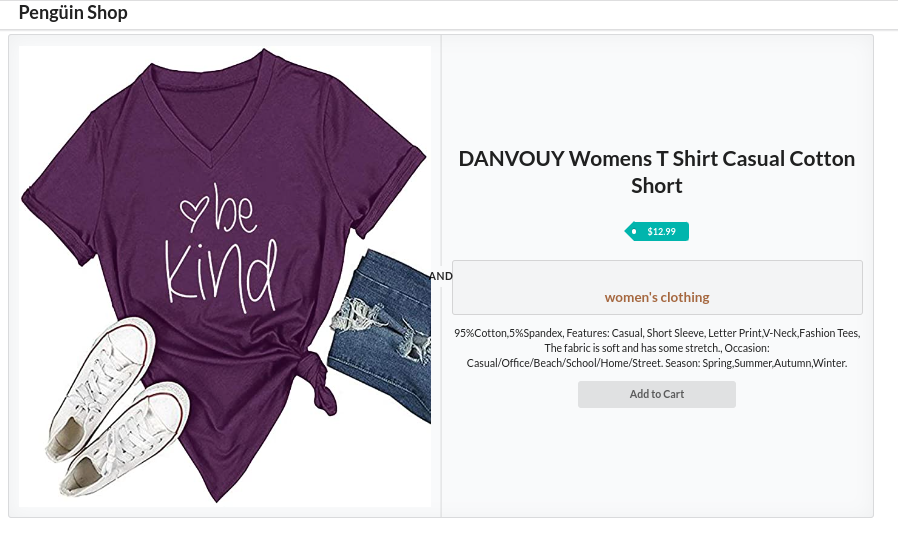 Pengüin Shop
be
kind
AND
DANVOUY Womens T Shirt Casual Cotton
Short
$12.99
women's clothing
95%Cotton,5%Spandex, Features: Casual, Short Sleeve, Letter Print,V-Neck,Fashion Tees,
The fabric is soft and has some stretch., Occasion:
Casual/Office/Beach/School/Home/Street. Season: Spring,Summer,Autumn,Winter.
Add to Cart